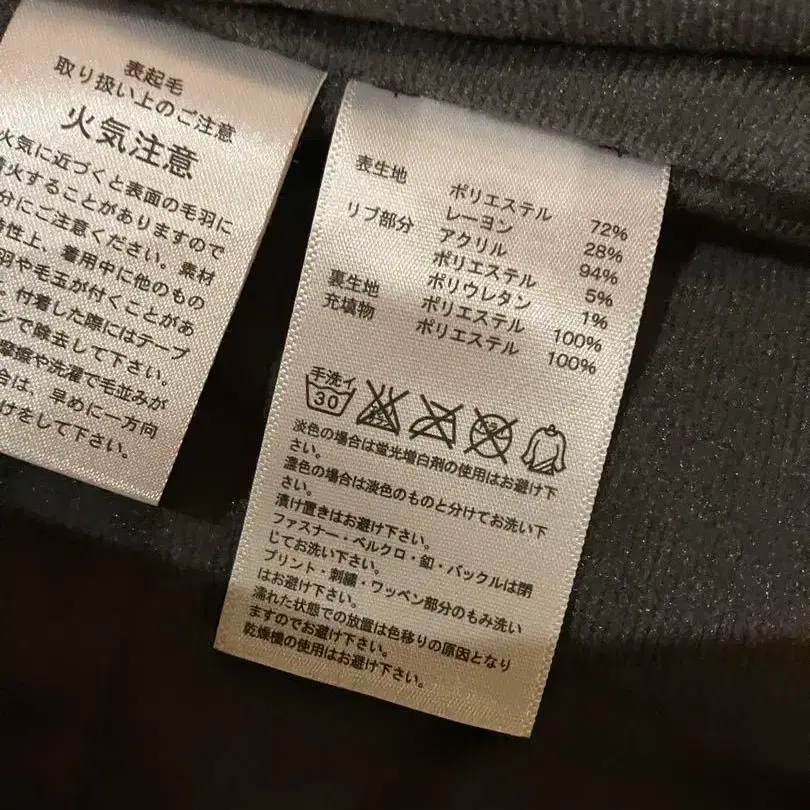 表起毛
取り扱い上のご注意
火気注意
火気に近づくと表面の毛羽に
着火することがありますので
分にご注意ください。素材
特性上、着用中に他のもの
羽や毛玉が付くことがあ
。付着した際にはテープ
シで除去して下さい。
摩擦や洗濯で毛並みが
合は、早めに一方向
けをして下さい。
表生地 ポリエステル 72%
レーヨン 28%
リブ部分 アクリル 94%
ポリエステル 5%
ポリウレタン 1%
裏生地 ポリエステル 100%
充填物 ポリエステル 100%
手洗イ
30
淡色の場合は蛍光増白剤の使用はお避け下
さい。
濃色の場合は淡色のものと分けてお洗い下
さい。
漬け置きはお避け下さい。
ファスナー・ベルクロ・釦・バックルは閉
じてお洗い下さい。
プリント・刺繍・ワッペン部分のもみ洗い
はお避け下さい。
濡れた状態での放置は色移りの原因となり
ますのでお避け下さい。
乾燥機の使用はお避け下さい。